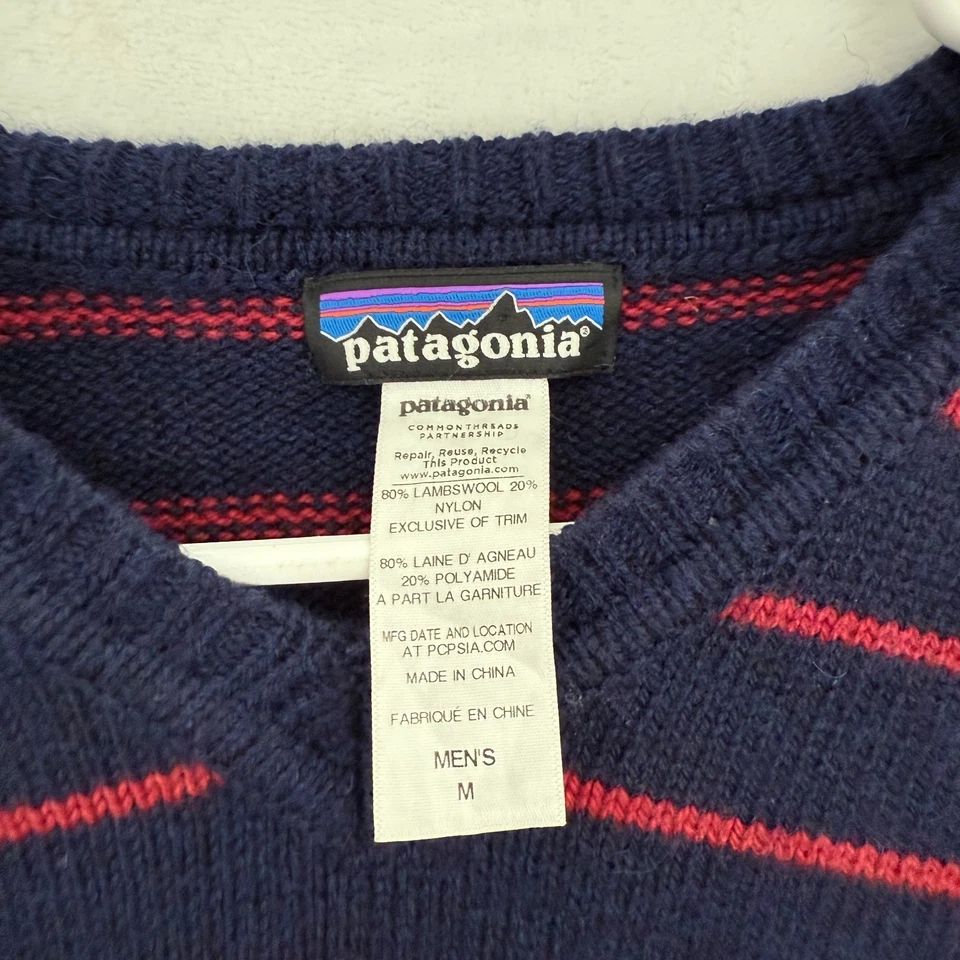 patagonia®
patagonia®
COMMON THREADS
PARTNERSHIP
Repair, Reuse, Recycle
This Product
www.patagonia.com
80% LAMBSWOOL 20%
NYLON
EXCLUSIVE OF TRIM
80% LAINE D' AGNEAU
20% POLYAMIDE
A PART LA GARNITURE
MFG DATE AND LOCATION
AT PCPSIA.COM
MADE IN CHINA
FABRIQUÉ EN CHINE
MEN'S
M